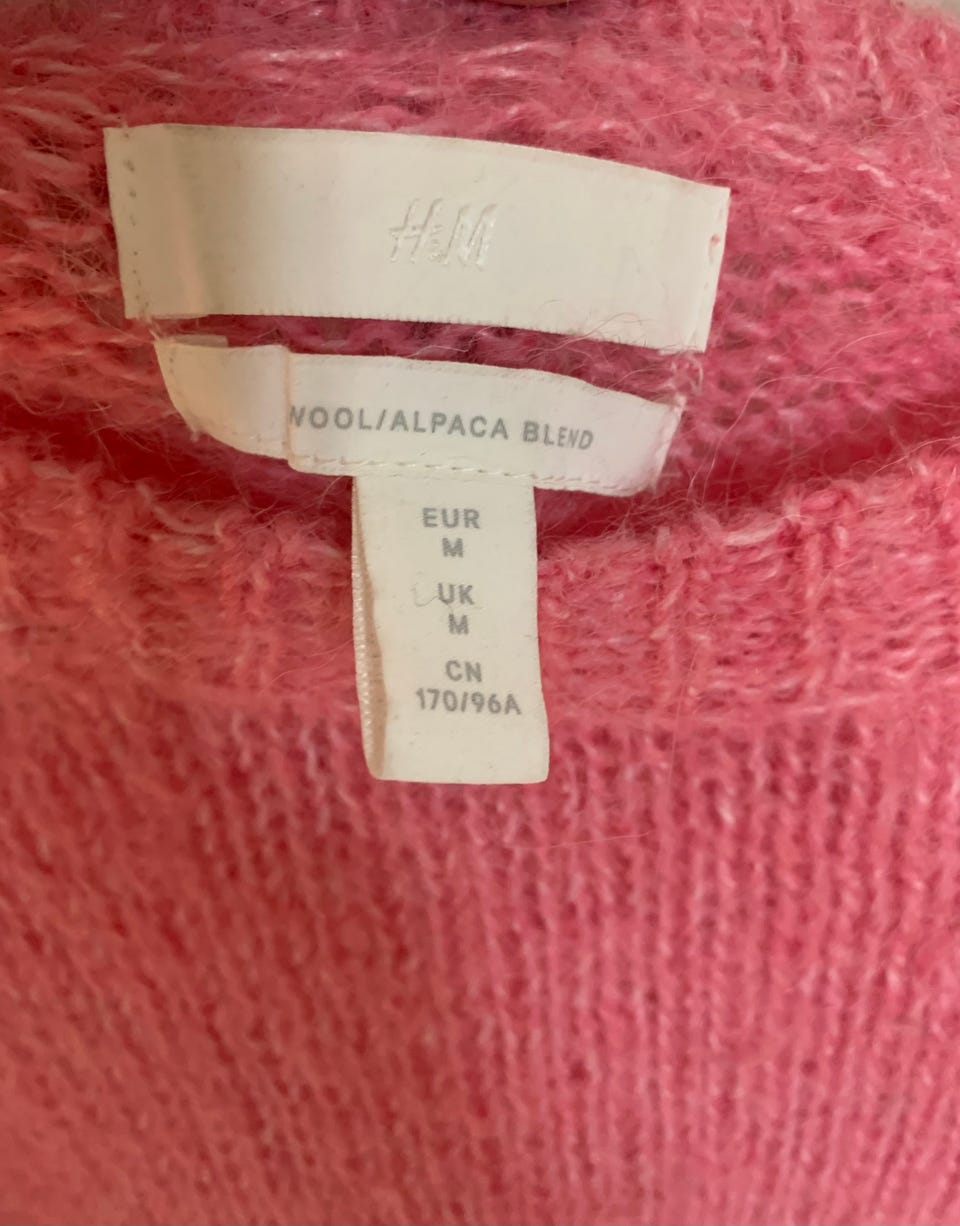 H&M
WOOL/ALPACA BLEND
EUR
M
UK
M
CN
170/96A